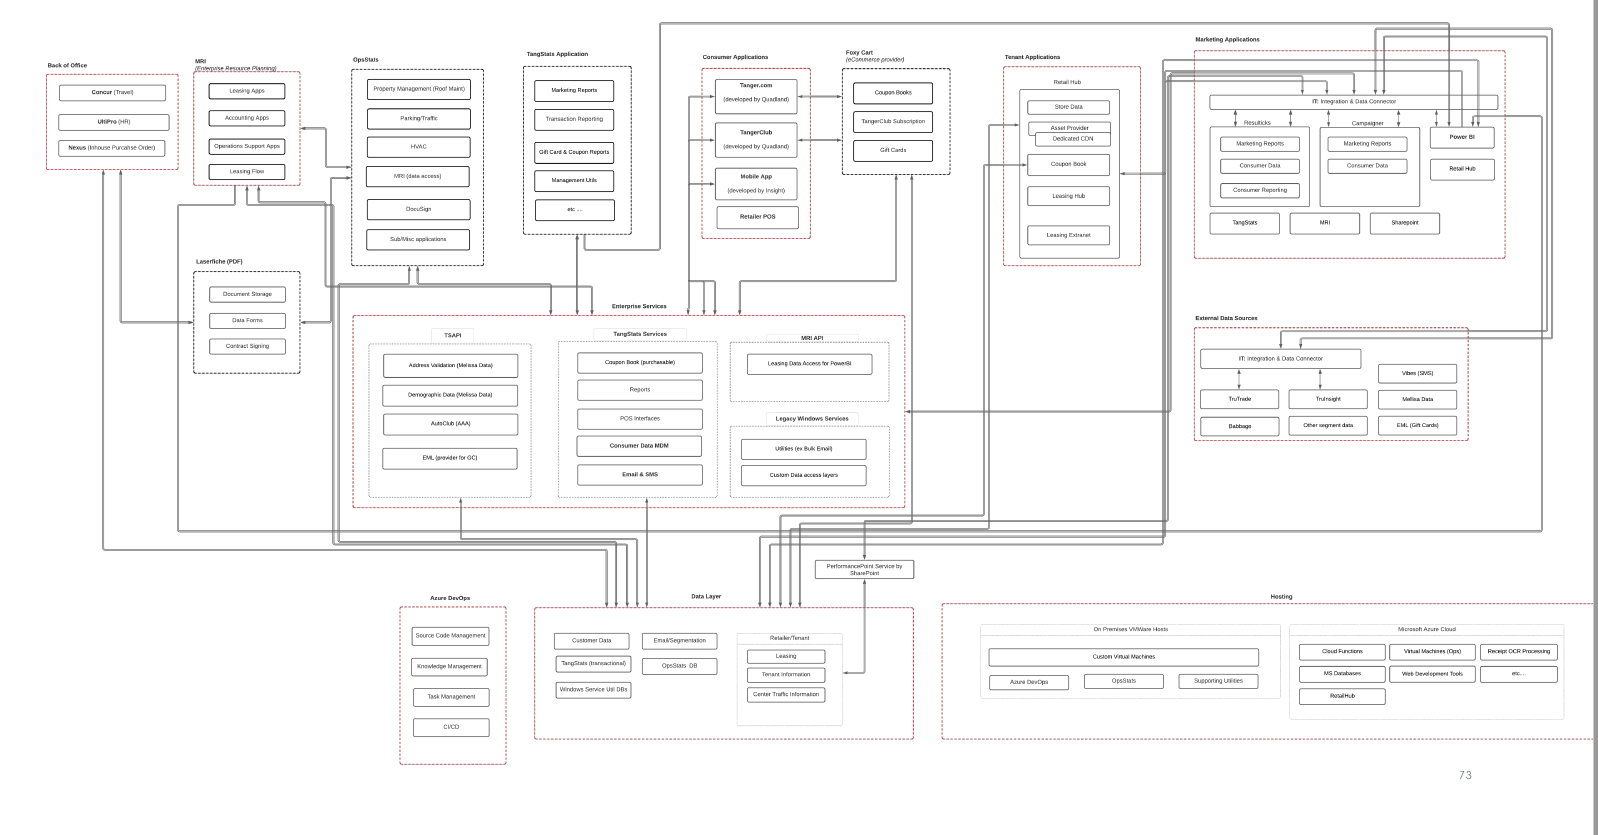 Back of Office
Concur (Travel)
UltiPro (HR)
Nexus (Inhouse Purcahse Order)
MRI
(Enterprise Resource Planning)
Leasing Apps
Accounting Apps
Operations Support Apps
Leasing Flow
OpsStats
Property Management (Roof Maint)
Parking/Traffic
HVAC
MRI (data access)
DocuSign
Sub/Misc applications
TangStats Application
Marketing Reports
Transaction Reporting
Gift Card & Coupon Reports
Management Utils
etc ....
Consumer Applications
Tanger.com
(developed by Quadland)
TangerClub
(developed by Quadland)
Mobile App
(developed by Insight)
Retailer POS
Foxy Cart
(eCommerce provider)
Coupon Books
TangerClub Subscription
Gift Cards
Tenant Applications
Retail Hub
Store Data
Asset Provider
Dedicated CDN
Coupon Book
Leasing Hub
Leasing Extranet
Marketing Applications
IT: Integration & Data Connector
Resulticks
Marketing Reports
Consumer Data
Consumer Reporting
Campaigner
Marketing Reports
Consumer Data
Power BI
Retail Hub
TangStats
MRI
Sharepoint
Laserfiche (PDF)
Document Storage
Data Forms
Contract Signing
Enterprise Services
TSAPI
Address Validation (Melissa Data)
Demographic Data (Melissa Data)
AutoClub (AAA)
EML (provider for GC)
TangStats Services
Coupon Book (purchasable)
Reports
POS Interfaces
Consumer Data MDM
Email & SMS
MRI API
Leasing Data Access for PowerBI
Legacy Windows Services
Utilities (ex Bulk Email)
Custom Data access layers
External Data Sources
IT: Integration & Data Connector
TruTrade
TruInsight
Babbage
Other segment data
Vibes (SMS)
Mellisa Data
EML (Gift Cards)
PerformancePoint Service by
SharePoint
Azure DevOps
Source Code Management
Knowledge Management
Task Management
CI/CD
Data Layer
Customer Data
TangStats (transactional)
Windows Service Util DBs
Email/Segmentation
OpsStats DB
Retailer/Tenant
Leasing
Tenant Information
Center Traffic Information
Hosting
On Premises VMWare Hosts
Custom Virtual Machines
Azure DevOps
OpsStats
Supporting Utilities
Microsoft Azure Cloud
Cloud Functions
Virtual Machines (Ops)
Receipt OCR Processing
MS Databases
Web Development Tools
etc....
RetailHub
73